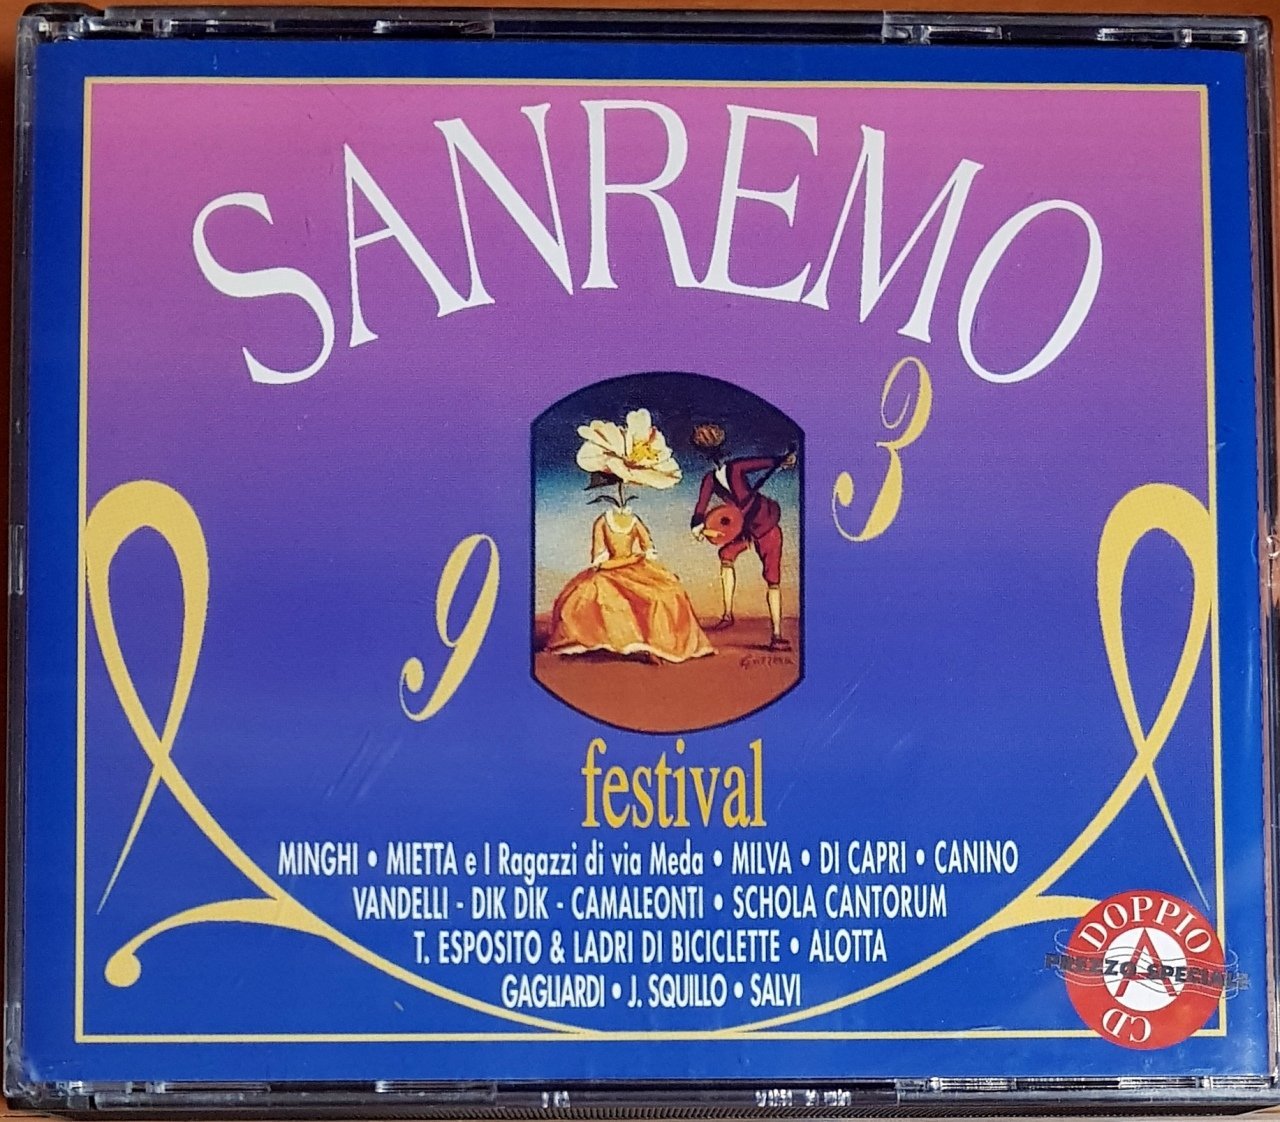 SANREMO
9 3
festival
MINGHI • MIETTA e I Ragazzi di via Meda • MILVA • DI CAPRI • CANINO
VANDELLI - DIK DIK - CAMALEONTI • SCHOLA CANTORUM
T. ESPOSITO & LADRI DI BICICLETTE • ALOTTA
GAGLIARDI • J. SQUILLO • SALVI
DOPPIO
A
PREZZO SPECIALE
CD